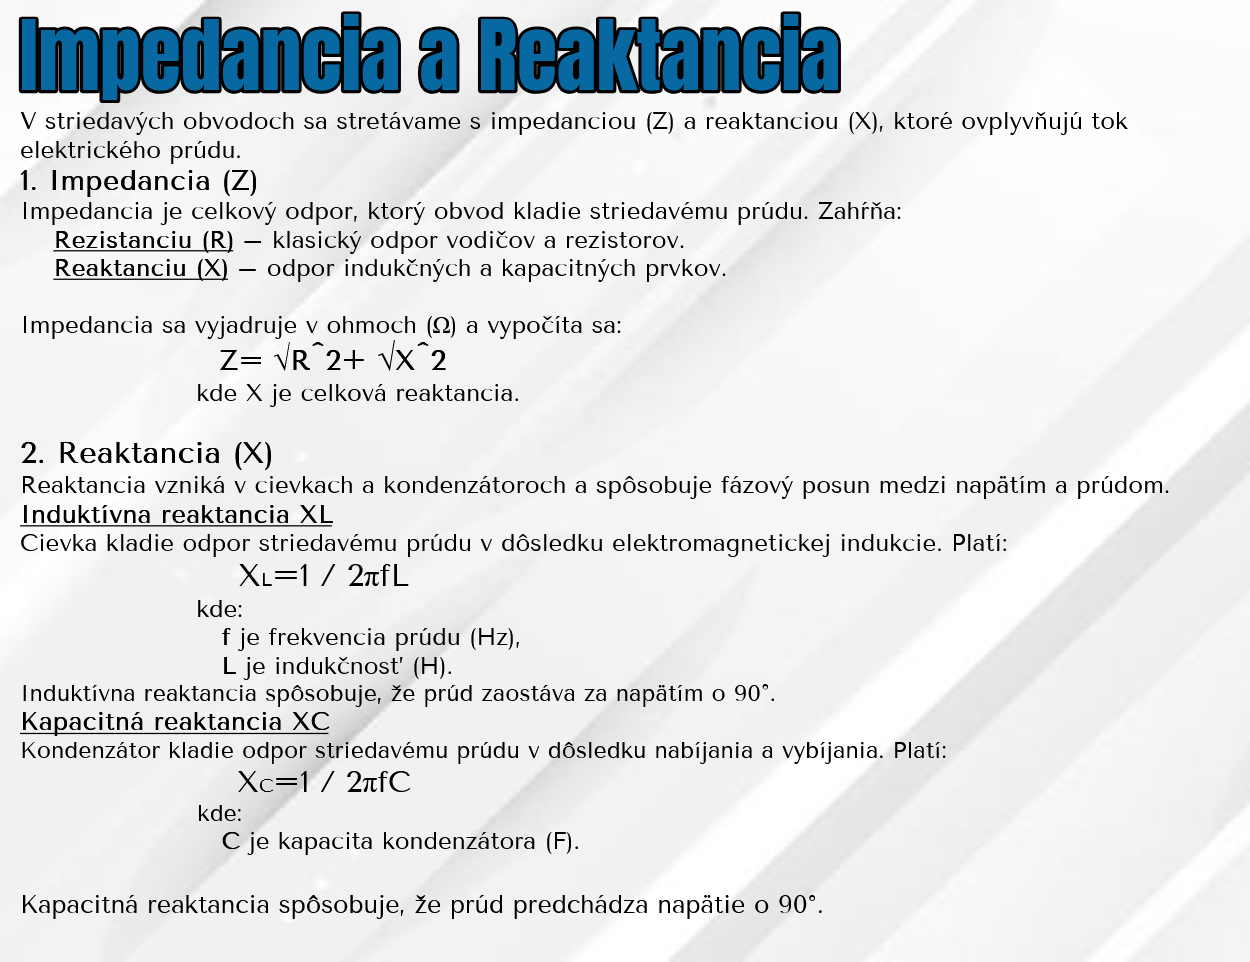 Impedancia a Reaktancia
V striedavých obvodoch sa stretávame s impedanciou (Z) a reaktanciou (X), ktoré ovplyvňujú tok
elektrického prúdu.
1. Impedancia (Z)
Impedancia je celkový odpor, ktorý obvod kladie striedavému prúdu. Zahŕňa:
Rezistanciu (R) – klasický odpor vodičov a rezistorov.
Reaktanciu (X) – odpor indukčných a kapacitných prvkov.
Impedancia sa vyjadruje v ohmoch (Ω) a vypočíta sa:
Z= √R^2+ √X^2
kde X je celková reaktancia.
2. Reaktancia (X)
Reaktancia vzniká v cievkach a kondenzátoroch a spôsobuje fázový posun medzi napätím a prúdom.
Induktívna reaktancia XL
Cievka kladie odpor striedavému prúdu v dôsledku elektromagnetickej indukcie. Platí:
XL=1 / 2πfL
kde:
f je frekvencia prúdu (Hz),
L je indukčnosť (H).
Induktívna reaktancia spôsobuje, že prúd zaostáva za napätím o 90°.
Kapacitná reaktancia XC
Kondenzátor kladie odpor striedavému prúdu v dôsledku nabíjania a vybíjania. Platí:
XC=1 / 2πfC
kde:
C je kapacita kondenzátora (F).
Kapacitná reaktancia spôsobuje, že prúd predchádza napätie o 90°.